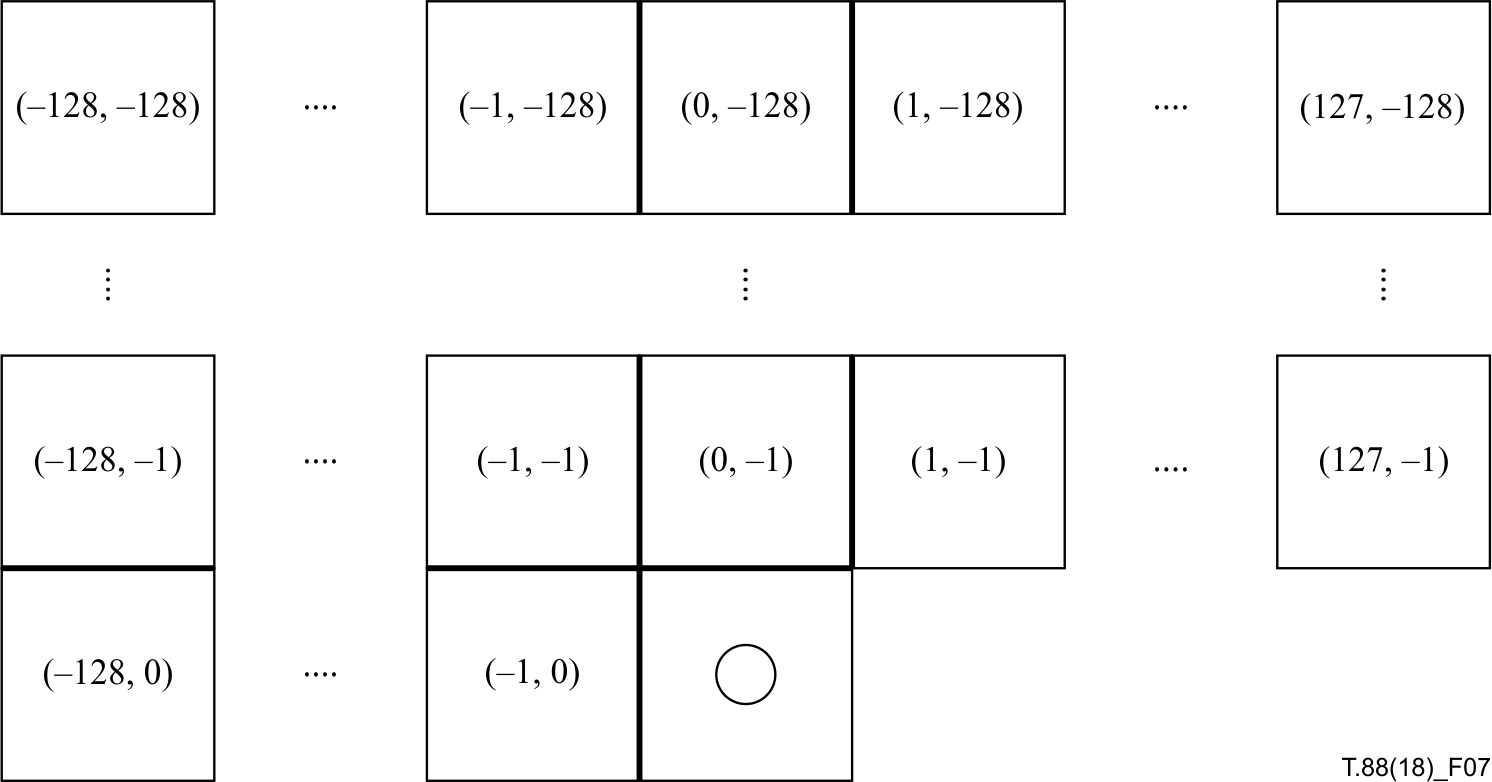 (–128, –128) .... (–1, –128) (0, –128) (1, –128) .... (127, –128)
(–128, –1) .... (–1, –1) (0, –1) (1, –1) .... (127, –1)
(–128, 0) .... (–1, 0)
T.88(18)_F07